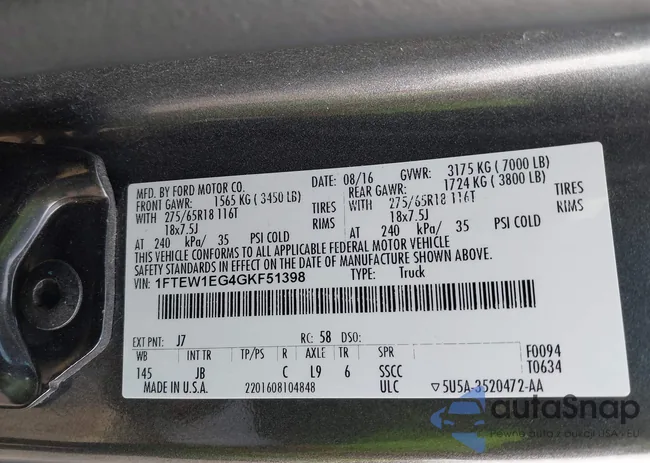 MFD. BY FORD MOTOR CO. DATE: 08/16 GVWR: 3175 KG ( 7000 LB)
FRONT GAWR: 1565 KG ( 3450 LB) REAR GAWR: 1724 KG ( 3800 LB)
WITH 275/65R18 116T TIRES WITH 275/65R18 116T TIRES
18x7.5J RIMS 18x7.5J RIMS
AT 240 kPa/ 35 PSI COLD AT 240 kPa/ 35 PSI COLD
THIS VEHICLE CONFORMS TO ALL APPLICABLE FEDERAL MOTOR VEHICLE
SAFETY STANDARDS IN EFFECT ON THE DATE OF MANUFACTURE SHOWN ABOVE.
VIN: 1FTEW1EG4GKF51398 TYPE: Truck
EXT PNT: J7 RC: 58 DSO:
WB INT TR TP/PS R AXLE TR SPR F0094
145 JB C L9 6 SSCC T0634
MADE IN U.S.A. 2201608104848 ULC ▽5U5A-3520472-AA
autoSnap
Pewne auta z aukcji USA i EU